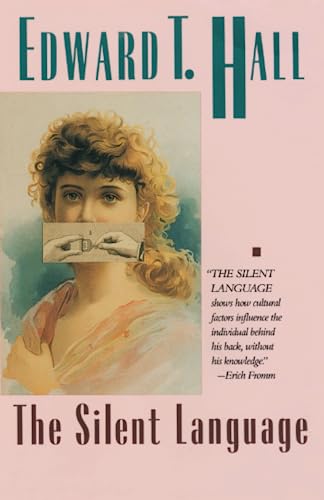 EDWARD T. HALL
"THE SILENT
LANGUAGE
shows how cultural
factors influence the
individual behind
his back, without
his knowledge."
—Erich Fromm
The Silent Language